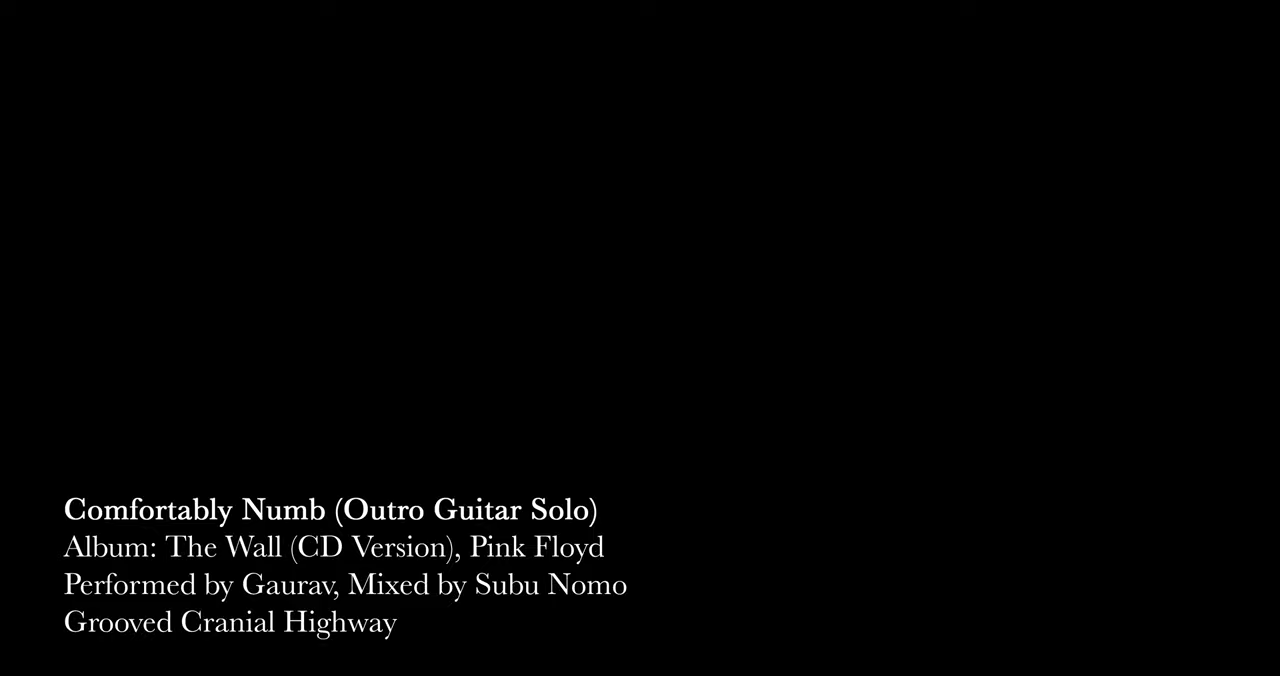 Comfortably Numb (Outro Guitar Solo)
Album: The Wall (CD Version), Pink Floyd
Performed by Gaurav, Mixed by Subu Nomo
Grooved Cranial Highway